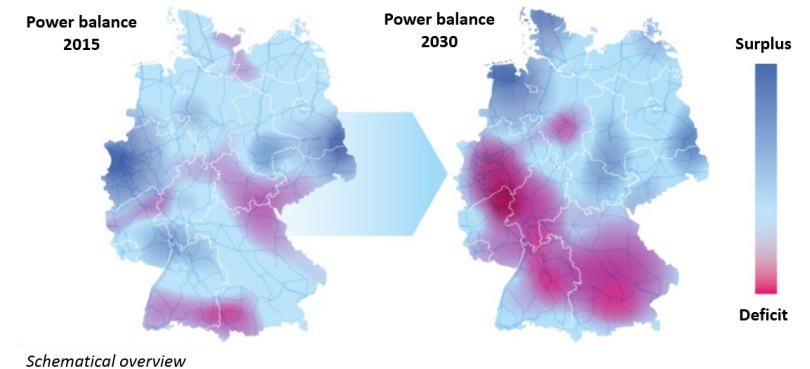 Power balance
2015
Power balance
2030
Surplus
Deficit
Schematical overview